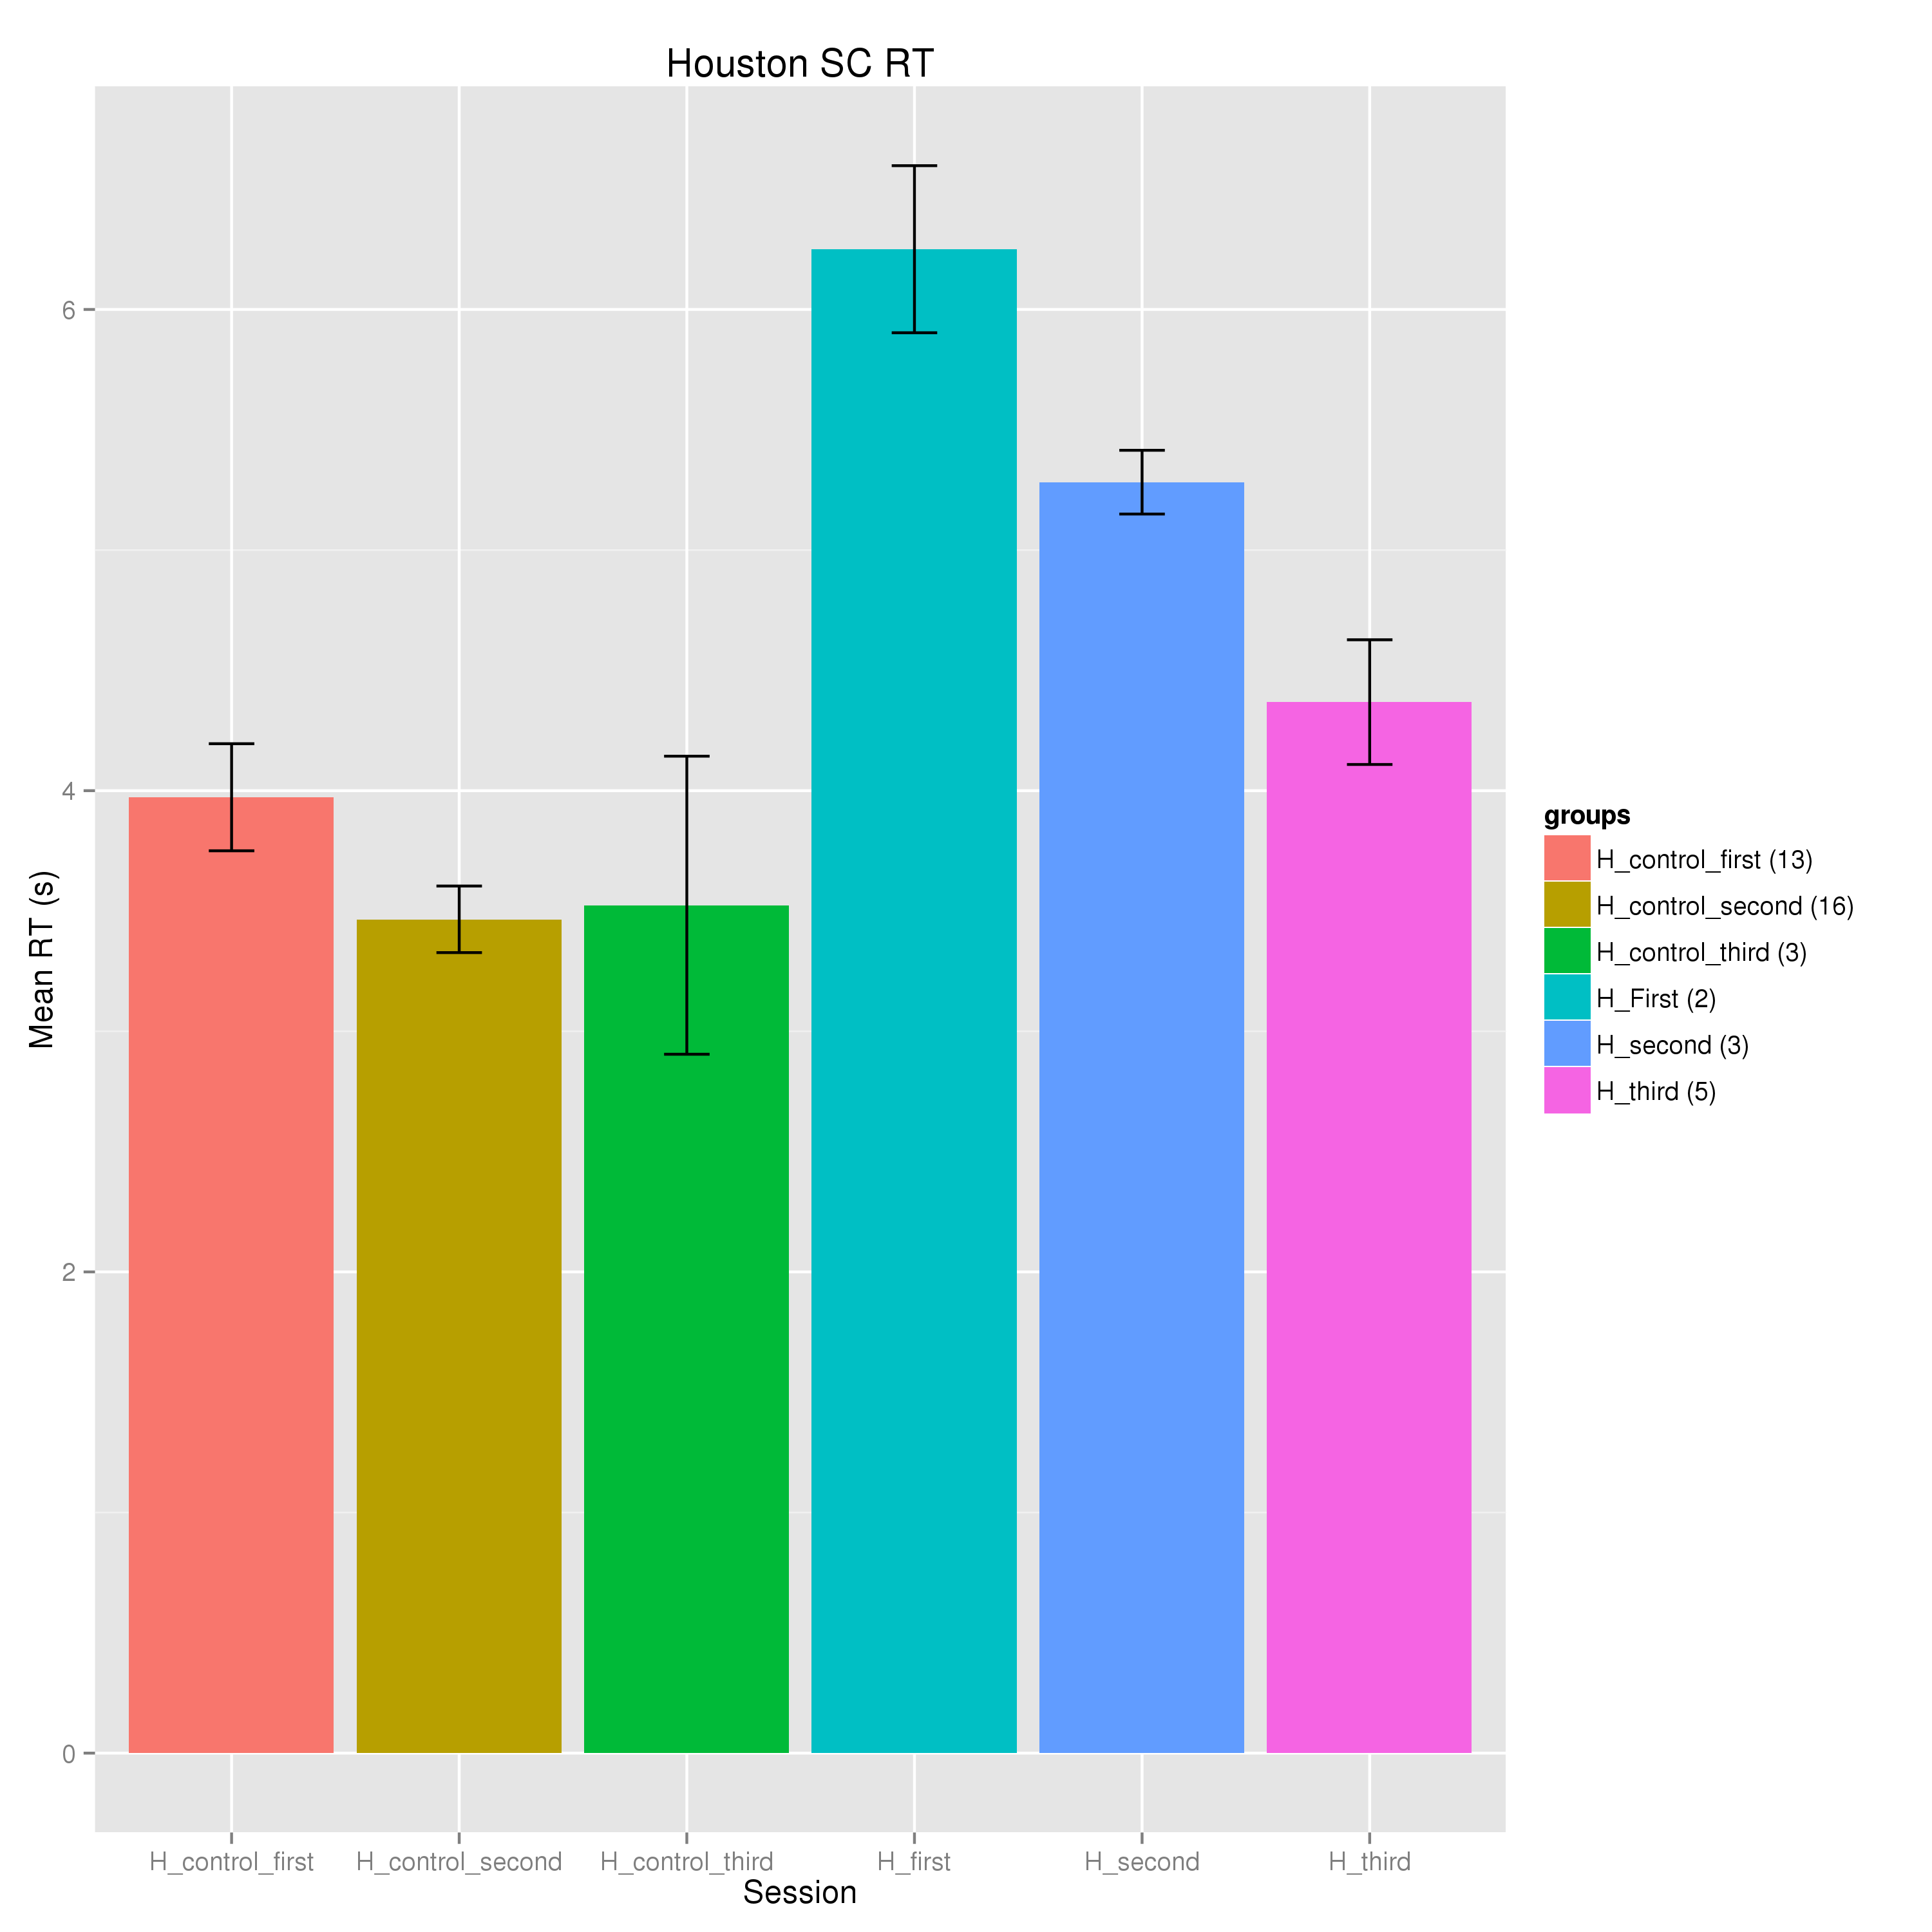 Houston SC RT
Mean RT (s)
6
4
2
0
H_control_first
H_control_second
H_control_third
H_first
H_second
H_third
Session
groups
H_control_first (13)
H_control_second (16)
H_control_third (3)
H_First (2)
H_second (3)
H_third (5)